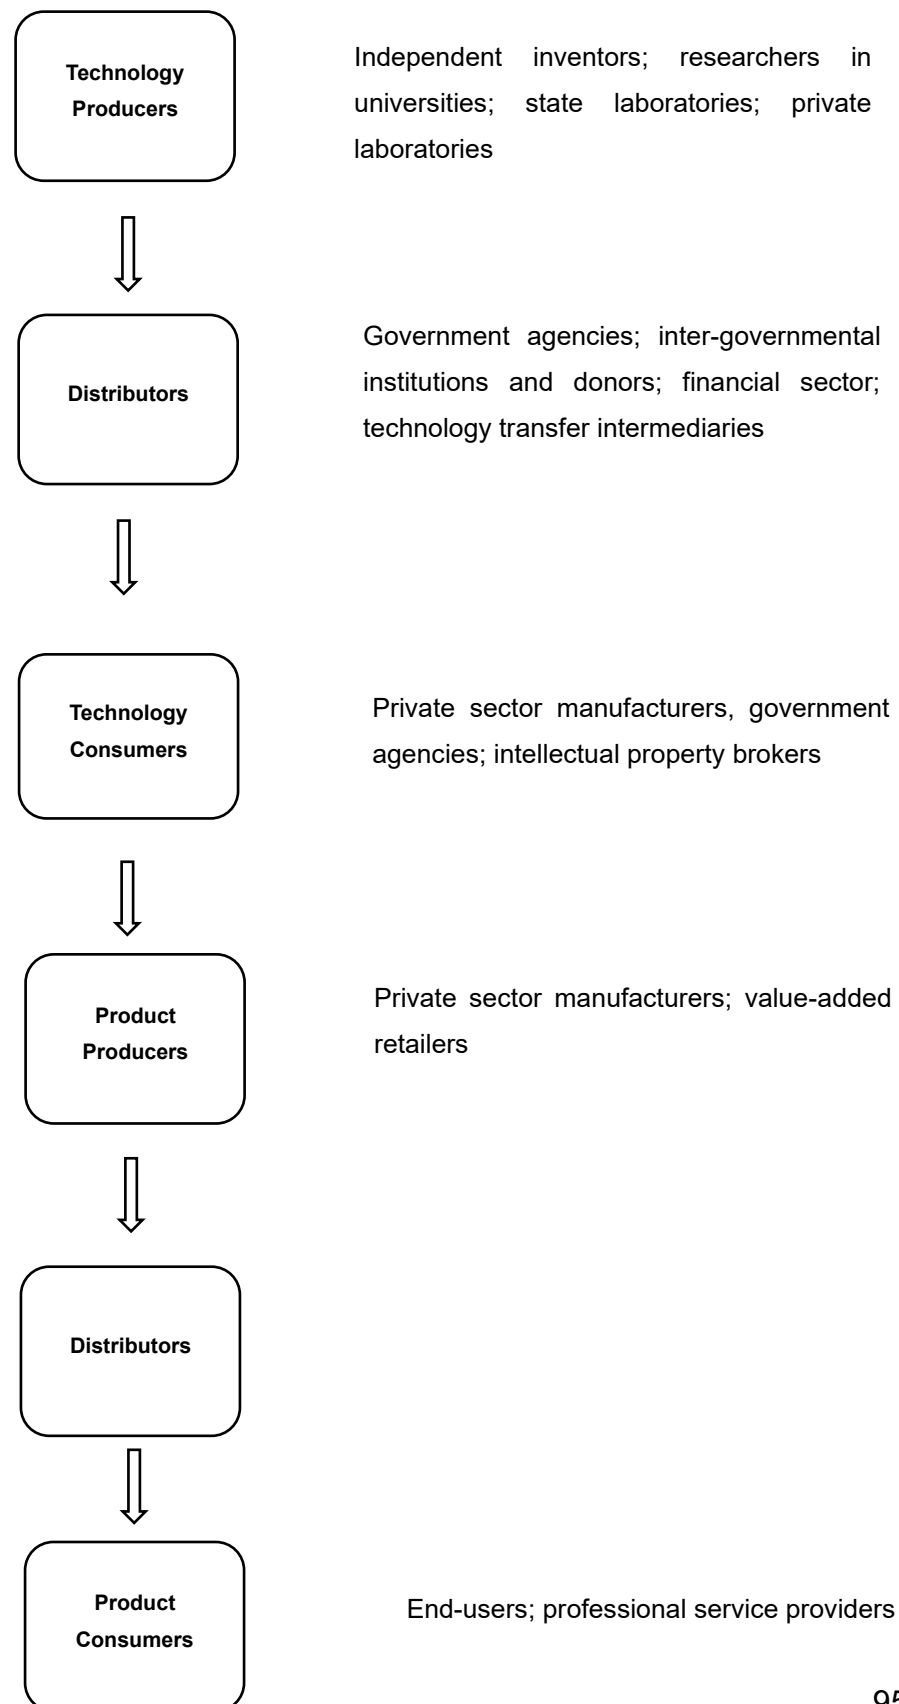 Technology
Producers
Independent inventors; researchers in
universities; state laboratories; private
laboratories
Distributors
Government agencies; inter-governmental
institutions and donors; financial sector;
technology transfer intermediaries
Technology
Consumers
Private sector manufacturers, government
agencies; intellectual property brokers
Product
Producers
Private sector manufacturers; value-added
retailers
Distributors
Product
Consumers
End-users; professional service providers
95